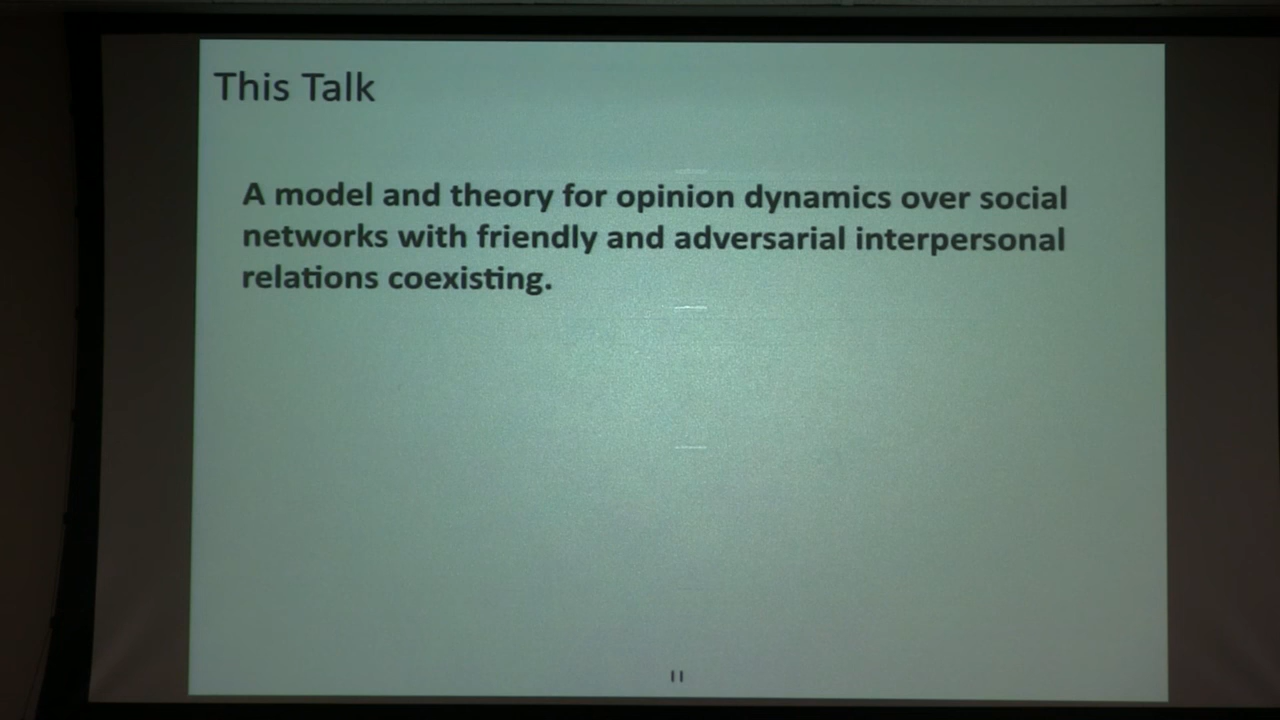 This Talk
A model and theory for opinion dynamics over social
networks with friendly and adversarial interpersonal
relations coexisting.
11